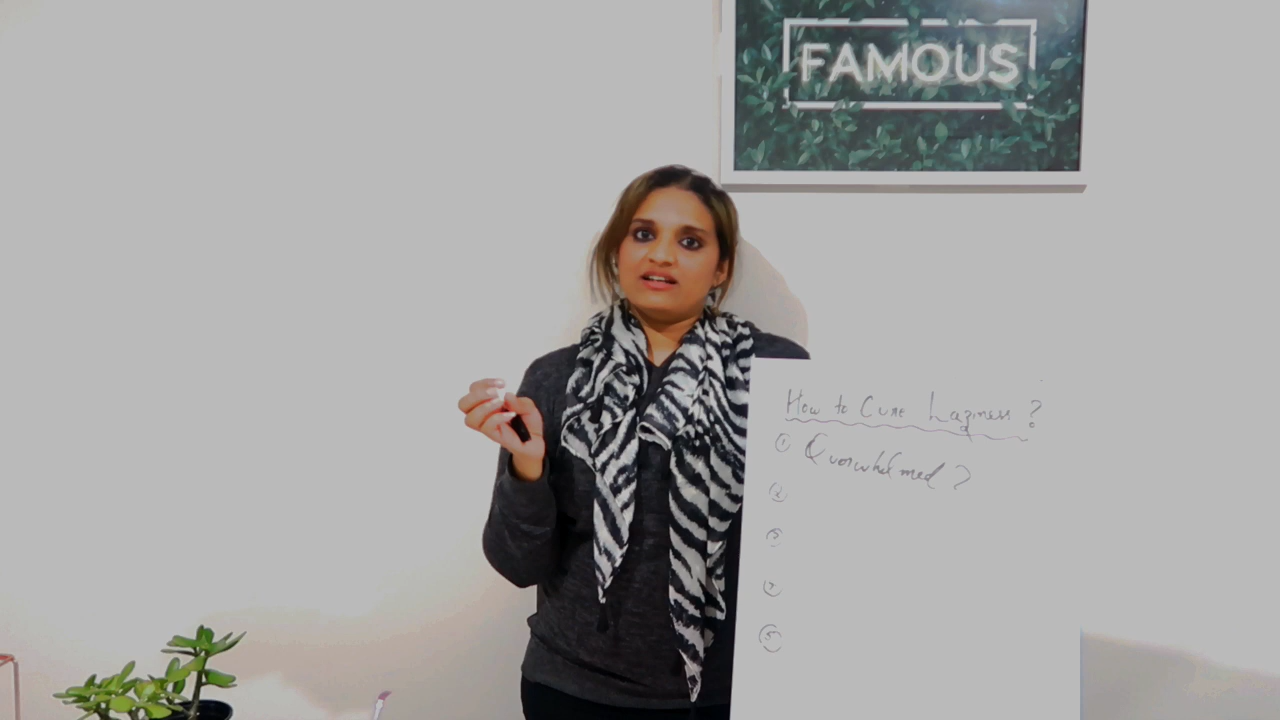 FAMOUS
How to Cure Laziness ?
① Overwhelmed ?
②
③
④
⑤